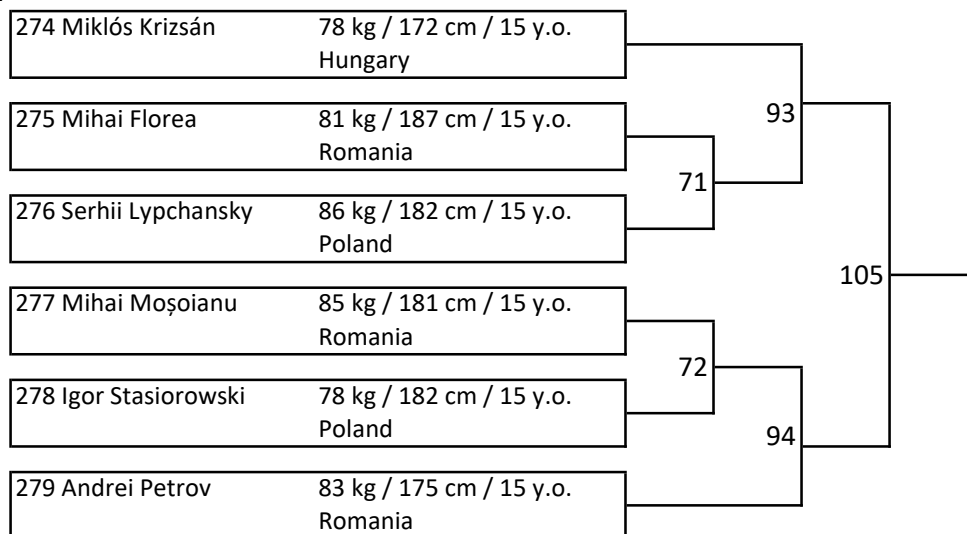 274 Miklós Krizsán 78 kg / 172 cm / 15 y.o.
Hungary
93
275 Mihai Florea 81 kg / 187 cm / 15 y.o.
Romania
71
276 Serhii Lypchansky 86 kg / 182 cm / 15 y.o.
Poland
105
277 Mihai Moșoianu 85 kg / 181 cm / 15 y.o.
Romania
72
278 Igor Stasiorowski 78 kg / 182 cm / 15 y.o.
Poland
94
279 Andrei Petrov 83 kg / 175 cm / 15 y.o.
Romania